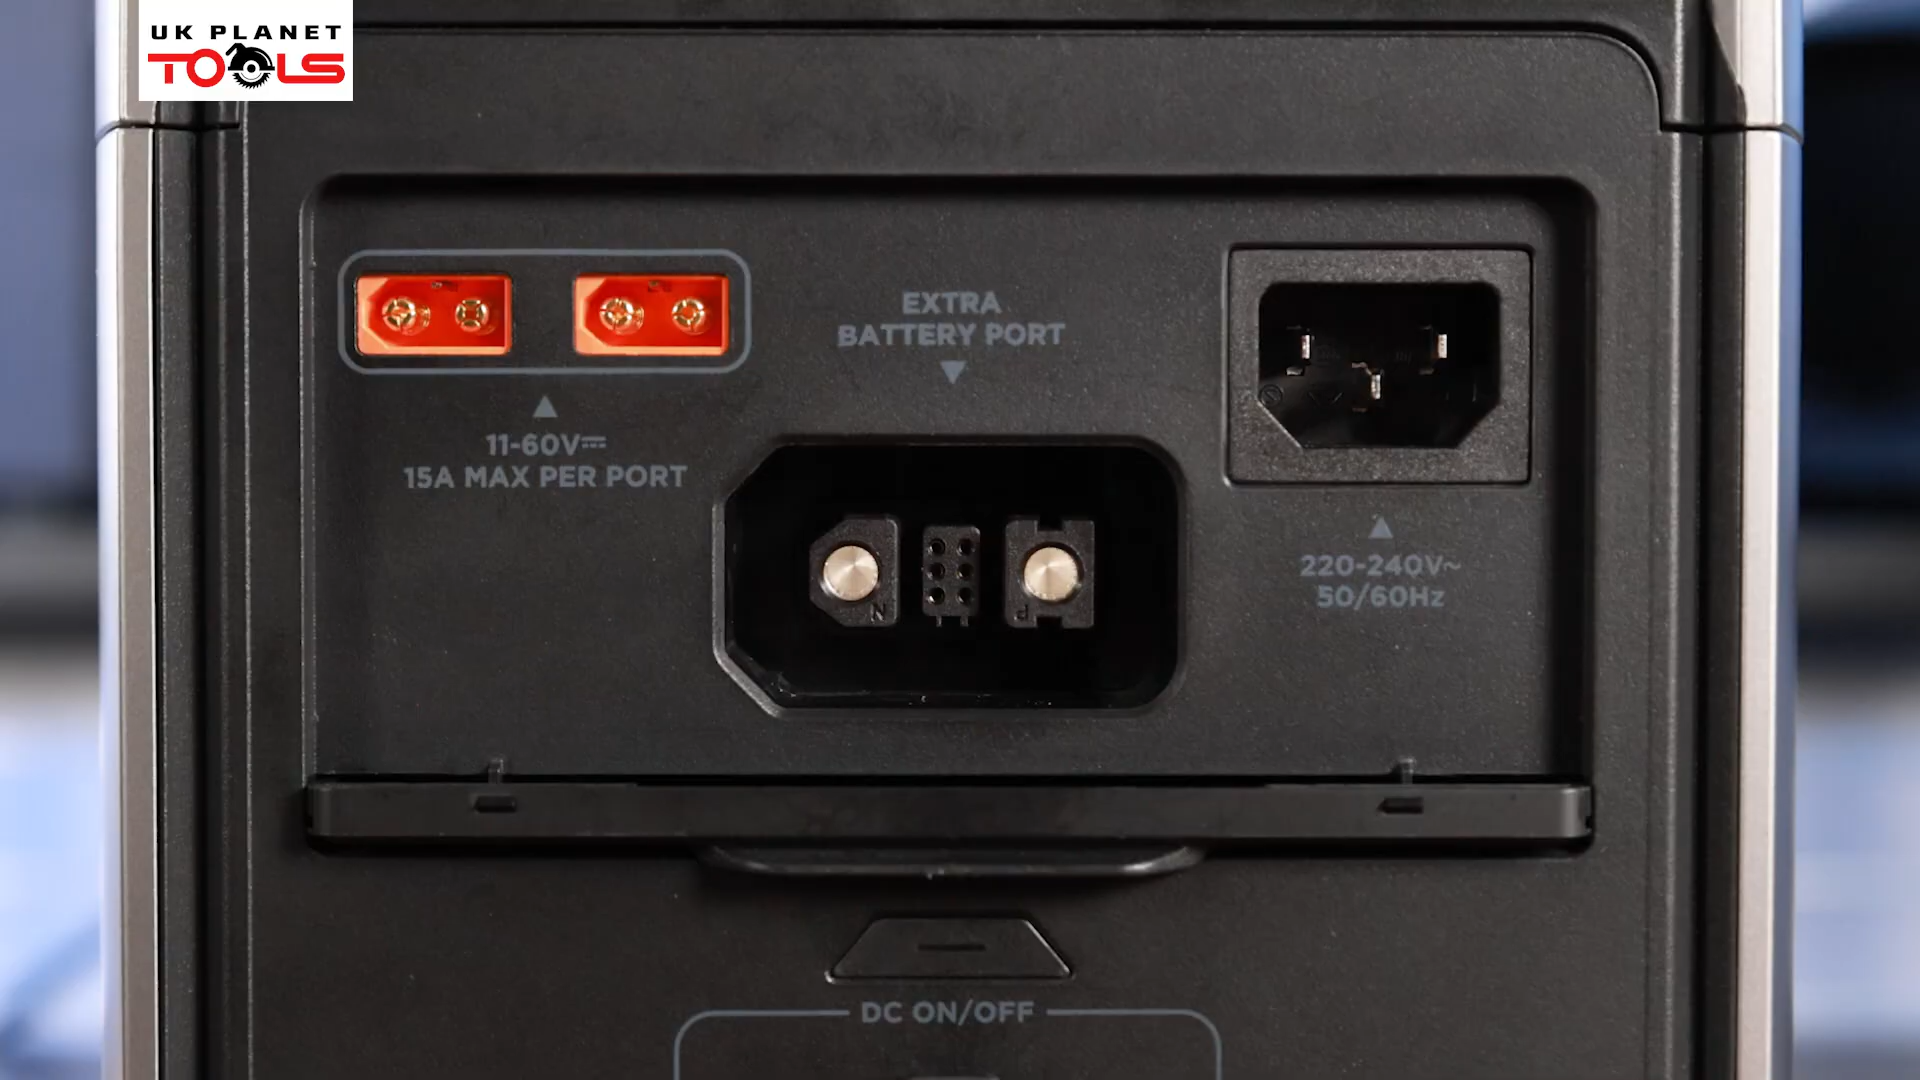 UK PLANET
TOOLS
EXTRA
BATTERY PORT
11-60V⎓
15A MAX PER PORT
220-240V~
50/60Hz
N
P
DC ON/OFF